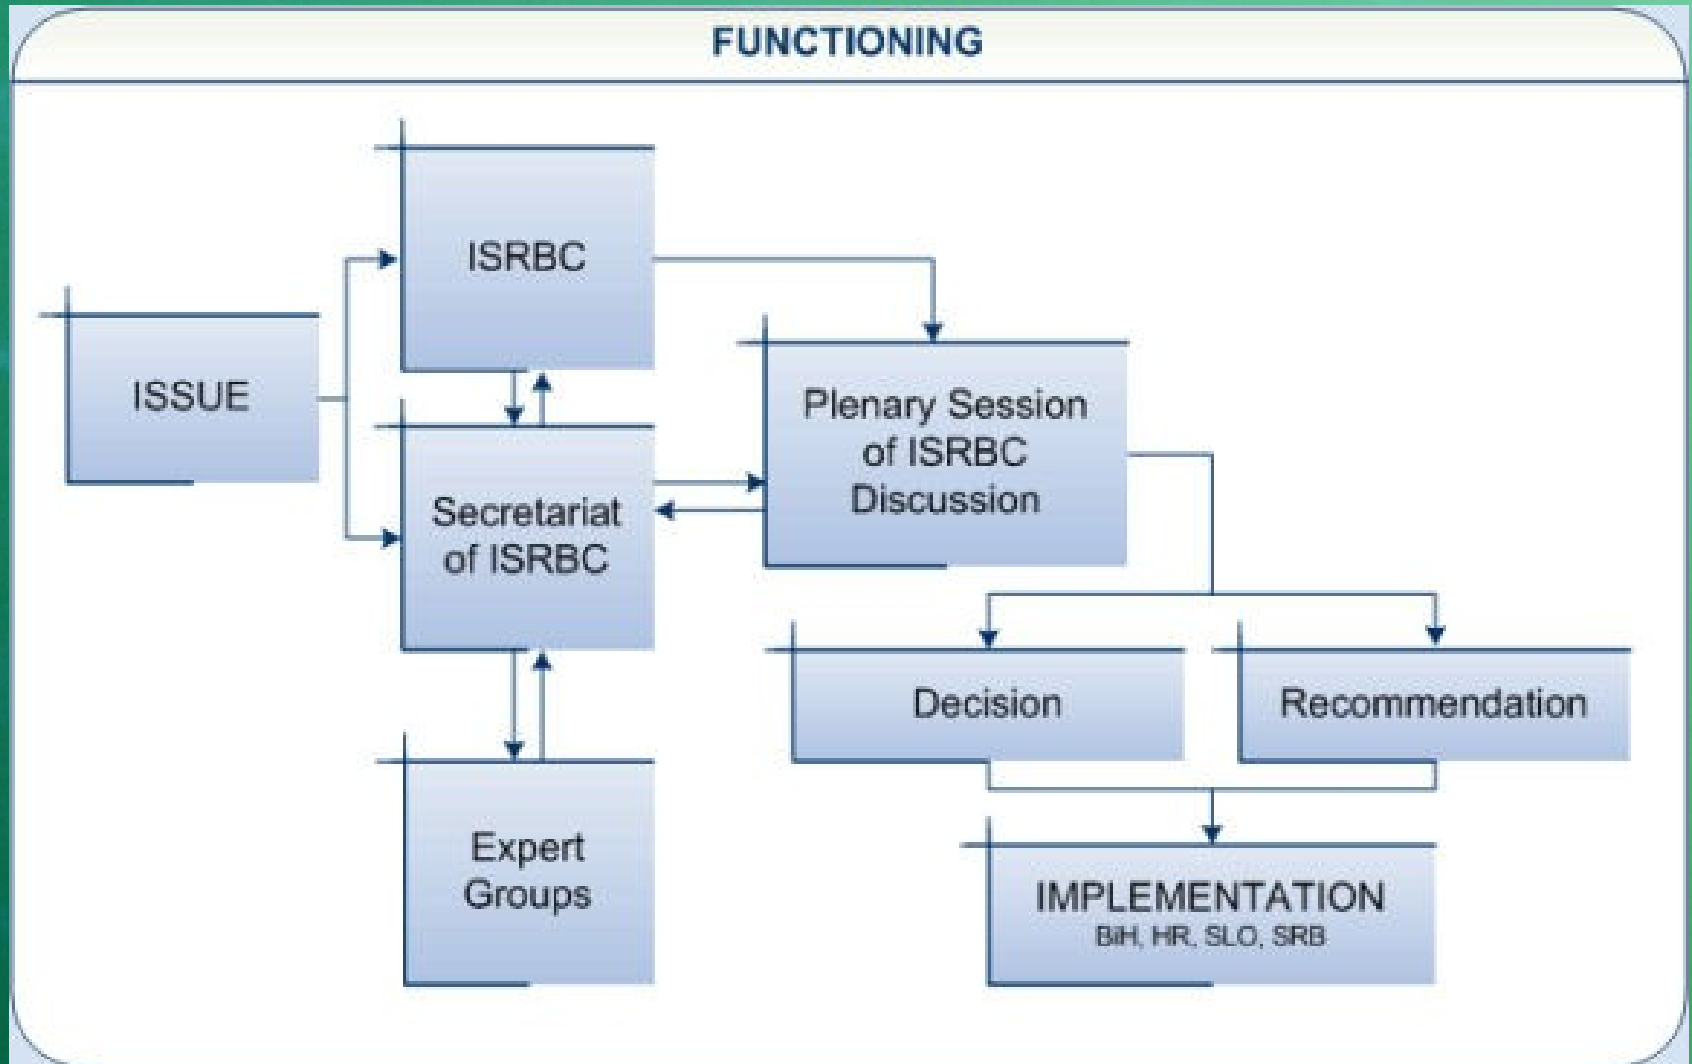 FUNCTIONING
ISRBC
ISSUE
Plenary Session
of ISRBC
Discussion
Secretariat
of ISRBC
Decision
Recommendation
Expert
Groups
IMPLEMENTATION
BiH, HR, SLO, SRB